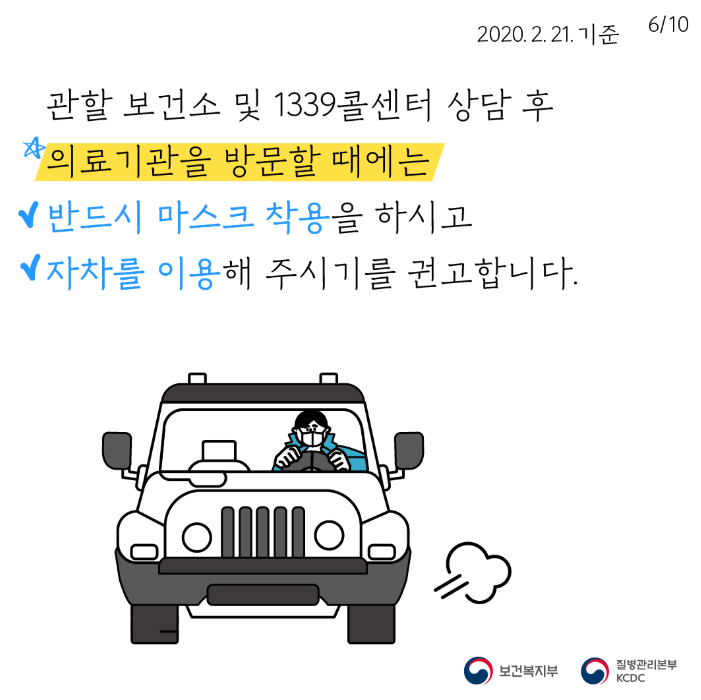 2020. 2. 21. 기준
6/10
관할 보건소 및 1339콜센터 상담 후
의료기관을 방문할 때에는
반드시 마스크 착용을 하시고
자차를 이용해 주시기를 권고합니다.
보건복지부
질병관리본부
KCDC